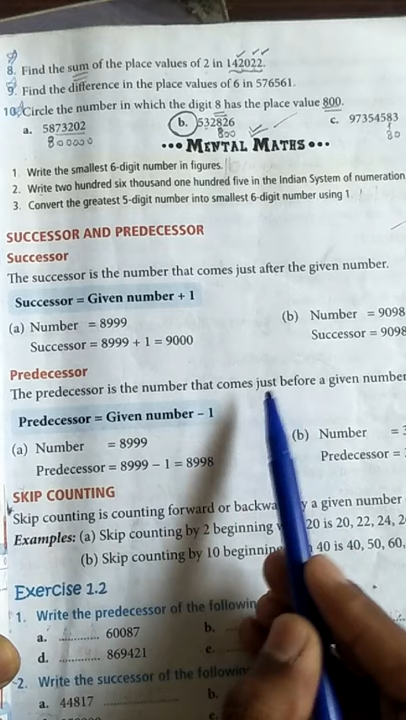 8. Find the sum of the place values of 2 in 142022.
9. Find the difference in the place values of 6 in 576561.
10. Circle the number in which the digit 8 has the place value 800.
a. 5873202 b. 532826 c. 97354583
80000 800 80
••• MENTAL MATHS •••
1. Write the smallest 6-digit number in figures.
2. Write two hundred six thousand one hundred five in the Indian System of numeration
3. Convert the greatest 5-digit number into smallest 6-digit number using 1.
SUCCESSOR AND PREDECESSOR
Successor
The successor is the number that comes just after the given number.
Successor = Given number + 1
(a) Number = 8999 (b) Number = 9098
Successor = 8999 + 1 = 9000 Successor = 9098
Predecessor
The predecessor is the number that comes just before a given number
Predecessor = Given number – 1
(a) Number = 8999 (b) Number =
Predecessor = 8999 – 1 = 8998 Predecessor =
SKIP COUNTING
Skip counting is counting forward or backwa y a given number
Examples: (a) Skip counting by 2 beginning 20 is 20, 22, 24, 2
(b) Skip counting by 10 beginning 40 is 40, 50, 60,
Exercise 1.2
1. Write the predecessor of the followin
a. ............ 60087 b.
d. ............ 869421 e.
2. Write the successor of the following
a. 44817 ............ b.